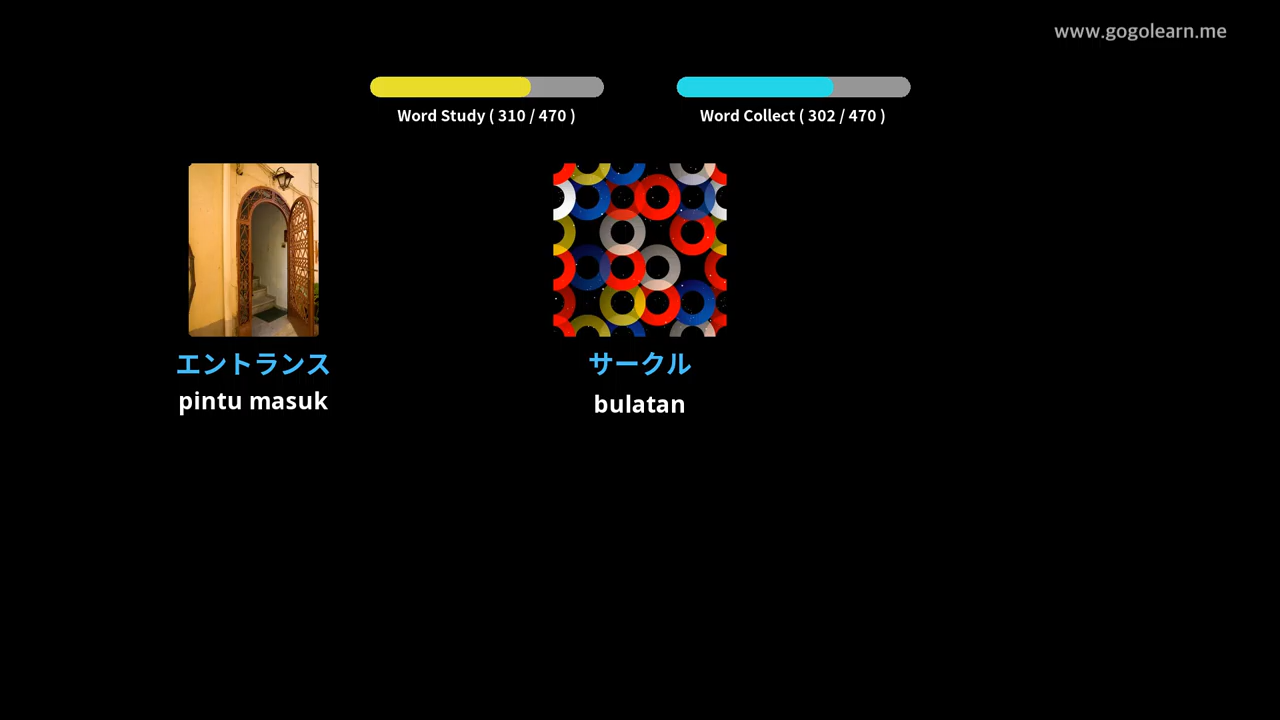 www.gogolearn.me
Word Study ( 310 / 470 )
Word Collect ( 302 / 470 )
エントランス
pintu masuk
サークル
bulatan